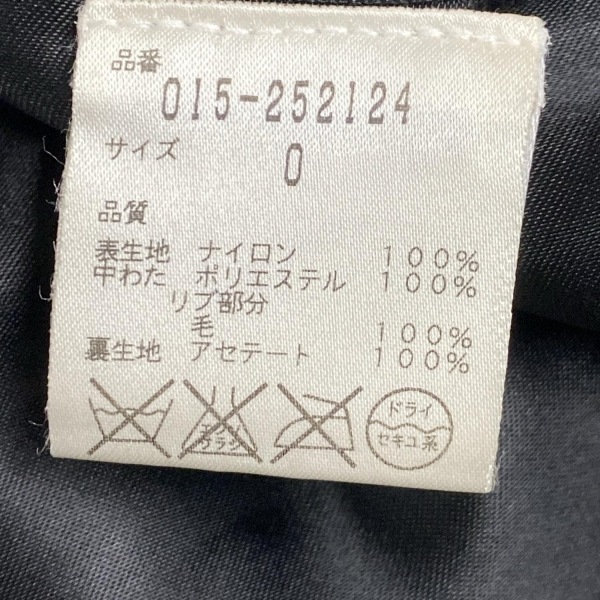 品番
015-252124
サイズ 0
品質
表生地 ナイロン 100%
中わた ポリエステル 100%
リブ部分
毛 100%
裏生地 アセテート 100%
ドライ
セキユ系